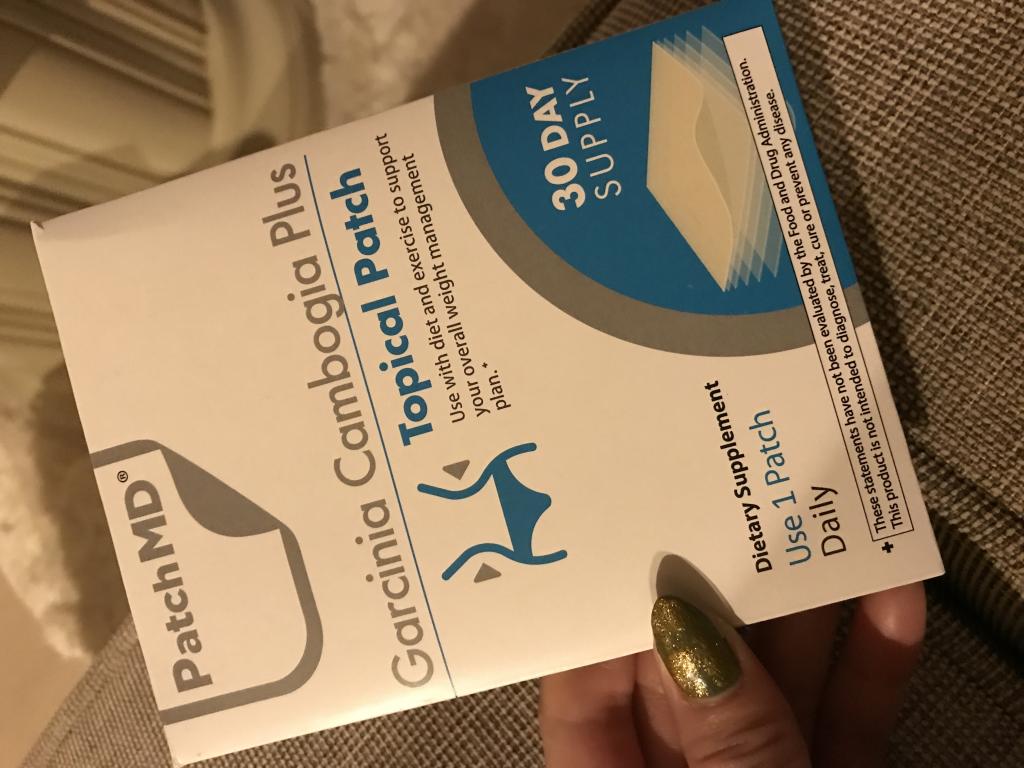 PatchMD®
Garcinia Cambogia Plus
Topical Patch
Use with diet and exercise to support
your overall weight management
plan.+
30 DAY
SUPPLY
Dietary Supplement
Use 1 Patch
Daily
+ These statements have not been evaluated by the Food and Drug Administration.
This product is not intended to diagnose, treat, cure or prevent any disease.